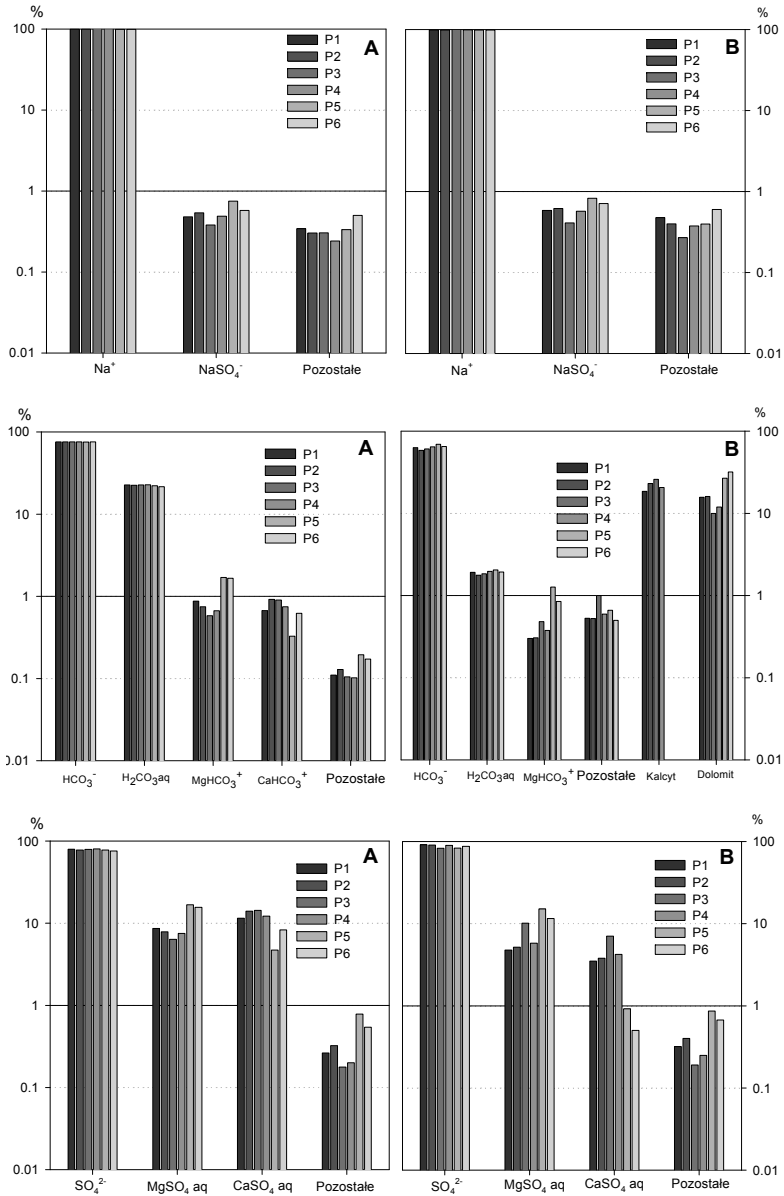 % %
100 P1 A P1 B 100
P2 P2
P3 P3
10 P4 P4 10
P5 P5
P6 P6
1 1
0.1 0.1
0.01 0.01
Na⁺ NaSO₄⁻ Pozostałe Na⁺ NaSO₄⁻ Pozostałe
% %
100 A B 100
P1 P1
P2 P2
10 P3 P3 10
P4 P4
P5 P5
P6 P6
1 1
0.1 0.1
0.01 0.01
HCO₃⁻ H₂CO₃aq MgHCO₃⁺ CaHCO₃⁺ Pozostałe HCO₃⁻ H₂CO₃aq MgHCO₃⁺ Pozostałe Kalcyt Dolomit
% %
100 A B 100
P1 P1
P2 P2
10 P3 P3 10
P4 P4
P5 P5
P6 P6
1 1
0.1 0.1
0.01 0.01
SO₄²⁻ MgSO₄ aq CaSO₄ aq Pozostałe SO₄²⁻ MgSO₄ aq CaSO₄ aq Pozostałe